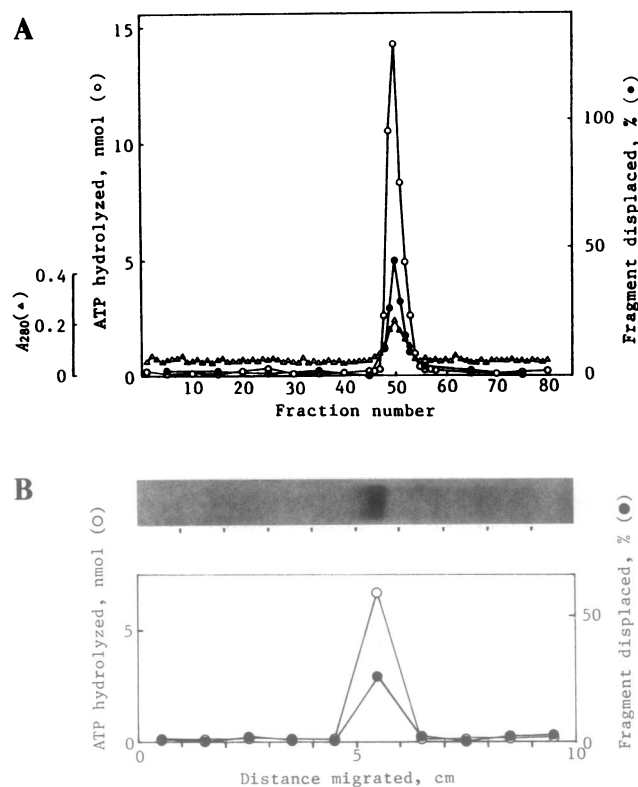 A
ATP hydrolyzed, nmol (○)
15
10
5
0
A280(▵)
0.4
0.2
0
Fragment displaced, % (●)
100
50
0
10 20 30 40 50 60 70 80
Fraction number
B
ATP hydrolyzed, nmol (○)
5
0
Fragment displaced, % (●)
50
0
0 5 10
Distance migrated, cm